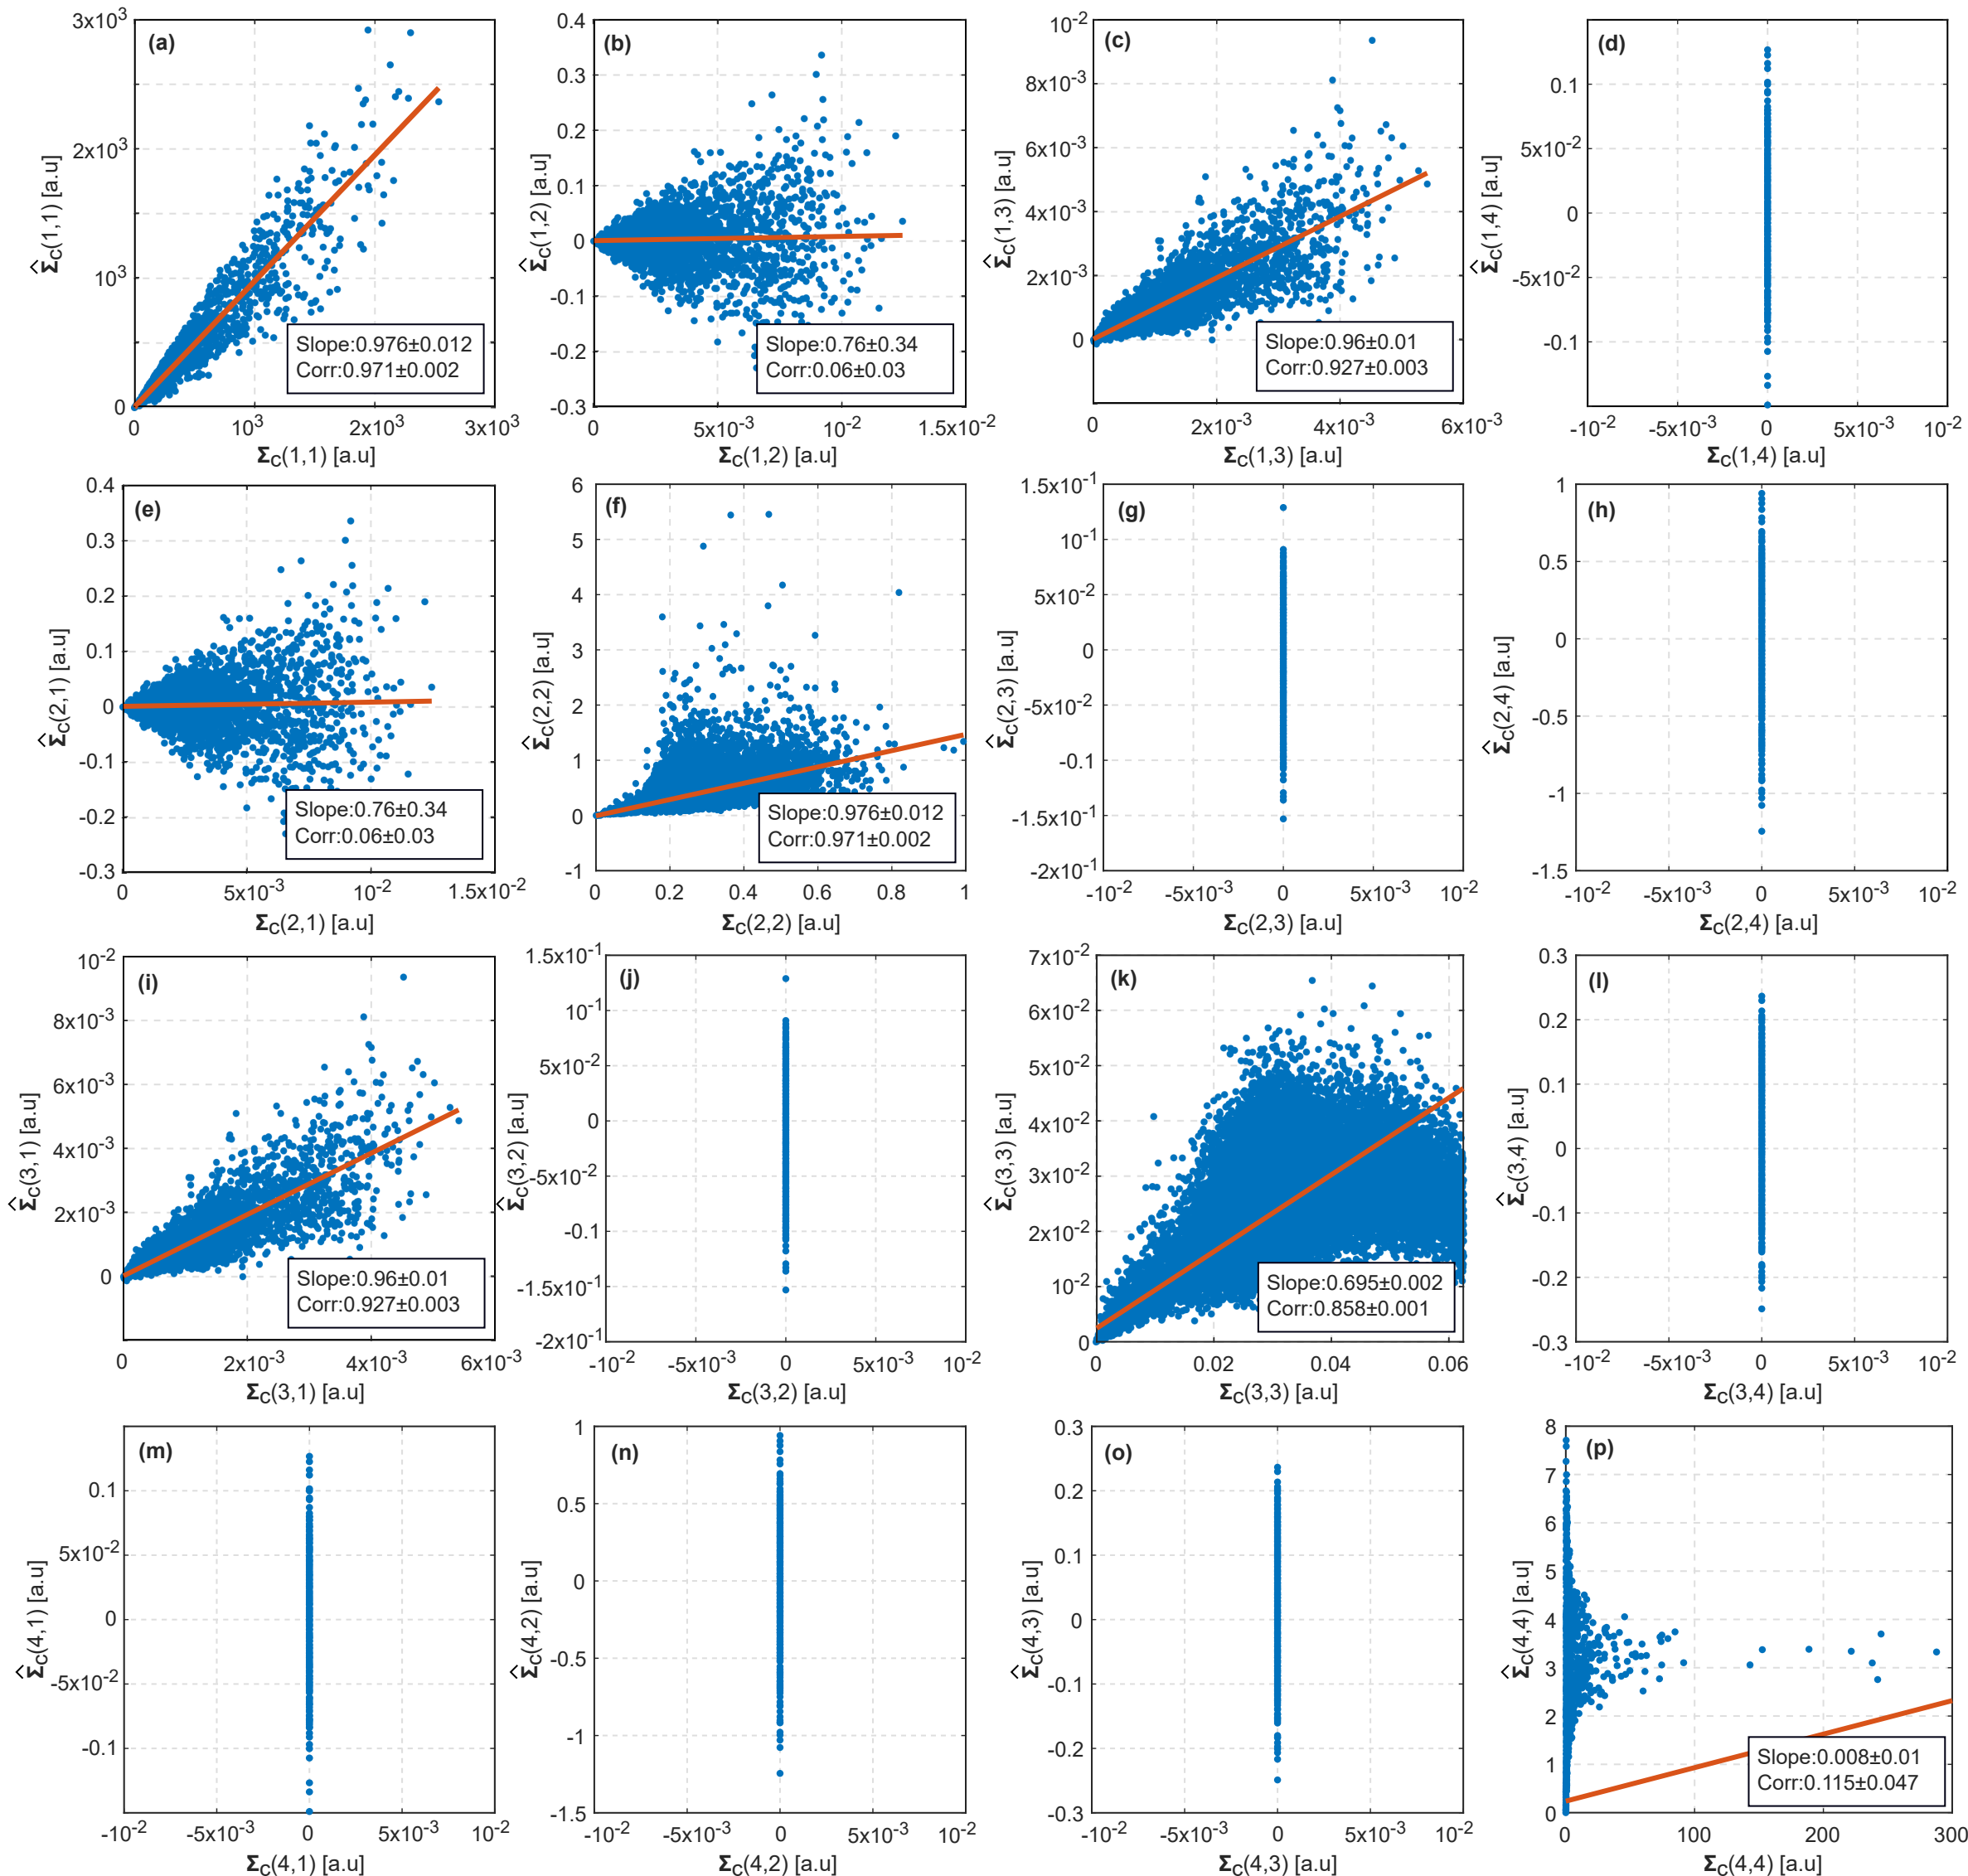 (a)
3x10³
2x10³
10³
0
0 10³ 2x10³ 3x10³
Σ̂C(1,1) [a.u]
ΣC(1,1) [a.u]
Slope:0.976±0.012
Corr:0.971±0.002
(b)
0.4
0.3
0.2
0.1
0
-0.1
-0.2
-0.3
0 5x10-3 10-2 1.5x10-2
Σ̂C(1,2) [a.u]
ΣC(1,2) [a.u]
Slope:0.76±0.34
Corr:0.06±0.03
(c)
10-2
8x10-3
6x10-3
4x10-3
2x10-3
0
0 2x10-3 4x10-3 6x10-3
Σ̂C(1,3) [a.u]
ΣC(1,3) [a.u]
Slope:0.96±0.01
Corr:0.927±0.003
(d)
0.1
5x10-2
0
-5x10-2
-0.1
-10-2 -5x10-3 0 5x10-3 10-2
Σ̂C(1,4) [a.u]
ΣC(1,4) [a.u]
(e)
0.4
0.3
0.2
0.1
0
-0.1
-0.2
-0.3
0 5x10-3 10-2 1.5x10-2
Σ̂C(2,1) [a.u]
ΣC(2,1) [a.u]
Slope:0.76±0.34
Corr:0.06±0.03
(f)
6
5
4
3
2
1
0
-1
0 0.2 0.4 0.6 0.8 1
Σ̂C(2,2) [a.u]
ΣC(2,2) [a.u]
Slope:0.976±0.012
Corr:0.971±0.002
(g)
1.5x10-1
10-1
5x10-2
0
-5x10-2
-0.1
-1.5x10-1
-2x10-1
-10-2 -5x10-3 0 5x10-3 10-2
Σ̂C(2,3) [a.u]
ΣC(2,3) [a.u]
(h)
1
0.5
0
-0.5
-1
-1.5
-10-2 -5x10-3 0 5x10-3 10-2
Σ̂C(2,4) [a.u]
ΣC(2,4) [a.u]
(i)
10-2
8x10-3
6x10-3
4x10-3
2x10-3
0
0 2x10-3 4x10-3 6x10-3
Σ̂C(3,1) [a.u]
ΣC(3,1) [a.u]
Slope:0.96±0.01
Corr:0.927±0.003
(j)
1.5x10-1
10-1
5x10-2
0
-5x10-2
-0.1
-1.5x10-1
-2x10-1
-10-2 -5x10-3 0 5x10-3 10-2
Σ̂C(3,2) [a.u]
ΣC(3,2) [a.u]
(k)
7x10-2
6x10-2
5x10-2
4x10-2
3x10-2
2x10-2
10-2
0
0 0.02 0.04 0.06
Σ̂C(3,3) [a.u]
ΣC(3,3) [a.u]
Slope:0.695±0.002
Corr:0.858±0.001
(l)
0.3
0.2
0.1
0
-0.1
-0.2
-0.3
-10-2 -5x10-3 0 5x10-3 10-2
Σ̂C(3,4) [a.u]
ΣC(3,4) [a.u]
(m)
0.1
5x10-2
0
-5x10-2
-0.1
-10-2 -5x10-3 0 5x10-3 10-2
Σ̂C(4,1) [a.u]
ΣC(4,1) [a.u]
(n)
1
0.5
0
-0.5
-1
-1.5
-10-2 -5x10-3 0 5x10-3 10-2
Σ̂C(4,2) [a.u]
ΣC(4,2) [a.u]
(o)
0.3
0.2
0.1
0
-0.1
-0.2
-0.3
-10-2 -5x10-3 0 5x10-3 10-2
Σ̂C(4,3) [a.u]
ΣC(4,3) [a.u]
(p)
8
7
6
5
4
3
2
1
0
0 100 200 300
Σ̂C(4,4) [a.u]
ΣC(4,4) [a.u]
Slope:0.008±0.01
Corr:0.115±0.047